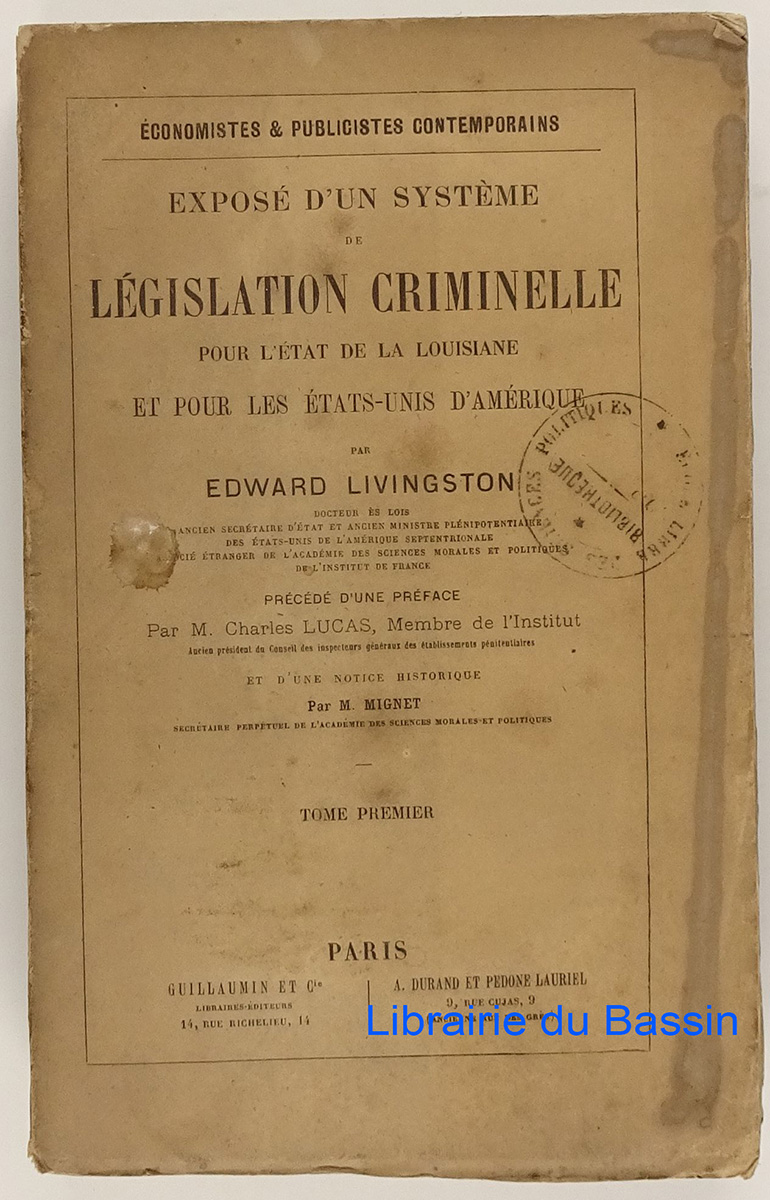 ÉCONOMISTES & PUBLICISTES CONTEMPORAINS
EXPOSÉ D'UN SYSTÈME
DE
LÉGISLATION CRIMINELLE
POUR L'ÉTAT DE LA LOUISIANE
ET POUR LES ÉTATS-UNIS D'AMÉRIQUE
PAR
EDWARD LIVINGSTON
DOCTEUR ÈS LOIS
ANCIEN SECRÉTAIRE D'ÉTAT ET ANCIEN MINISTRE PLÉNIPOTENTIAIRE
DES ÉTATS-UNIS DE L'AMÉRIQUE SEPTENTRIONALE
ÉTRANGER DE L'ACADÉMIE DES SCIENCES MORALES ET POLITIQUES
DE L'INSTITUT DE FRANCE
PRÉCÉDÉ D'UNE PRÉFACE
Par M. Charles LUCAS, Membre de l'Institut
Ancien président du Conseil des inspecteurs généraux des établissements pénitentiaires
ET D'UNE NOTICE HISTORIQUE
Par M. MIGNET
SECRÉTAIRE PERPÉTUEL DE L'ACADÉMIE DES SCIENCES MORALES ET POLITIQUES
TOME PREMIER
PARIS
GUILLAUMIN ET Cie
LIBRAIRES-ÉDITEURS
14, RUE RICHELIEU, 14
A. DURAND ET PEDONE LAURIEL
9, RUE CUJAS, 9
LIBRE DES SCIENCES POLITIQUES
BIBLIOTHÈQUE
Librairie du Bassin